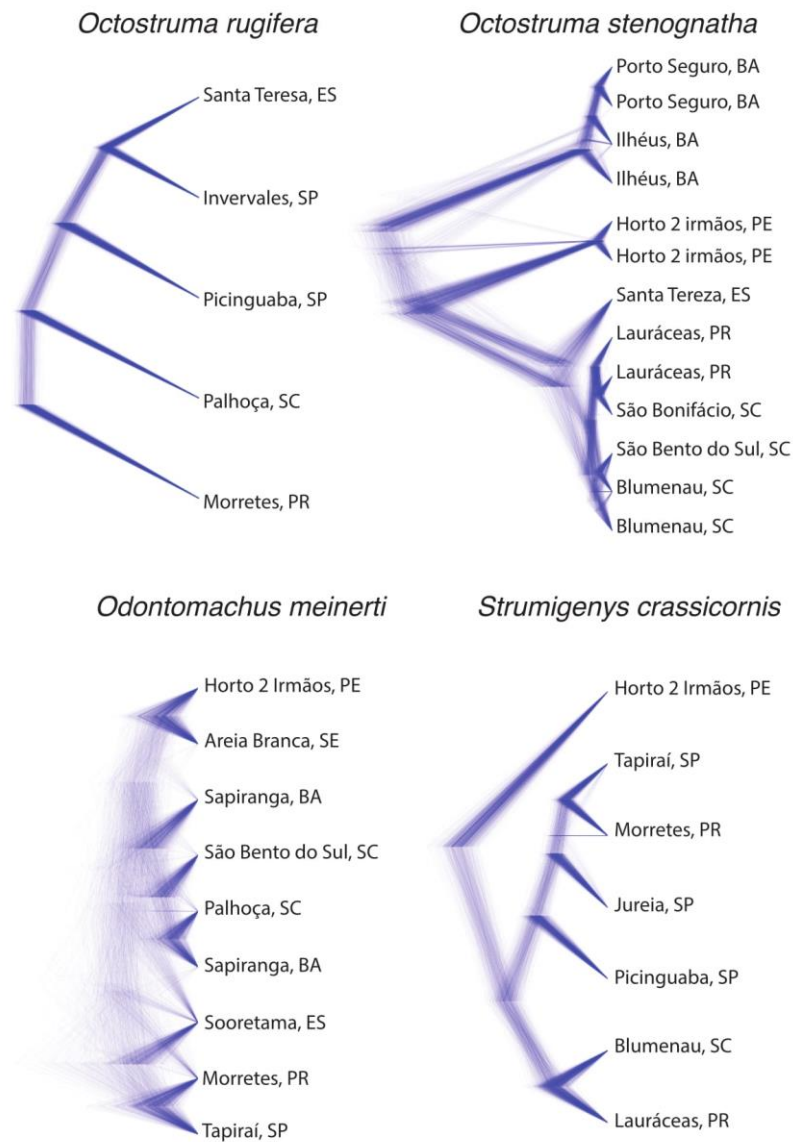 Octostruma rugifera
Santa Teresa, ES
Invervales, SP
Picinguaba, SP
Palhoça, SC
Morretes, PR
Octostruma stenognatha
Porto Seguro, BA
Porto Seguro, BA
Ilhéus, BA
Ilhéus, BA
Horto 2 irmãos, PE
Horto 2 irmãos, PE
Santa Tereza, ES
Lauráceas, PR
Lauráceas, PR
São Bonifácio, SC
São Bento do Sul, SC
Blumenau, SC
Blumenau, SC
Odontomachus meinerti
Horto 2 Irmãos, PE
Areia Branca, SE
Sapiranga, BA
São Bento do Sul, SC
Palhoça, SC
Sapiranga, BA
Sooretama, ES
Morretes, PR
Tapiraí, SP
Strumigenys crassicornis
Horto 2 Irmãos, PE
Tapiraí, SP
Morretes, PR
Jureia, SP
Picinguaba, SP
Blumenau, SC
Lauráceas, PR